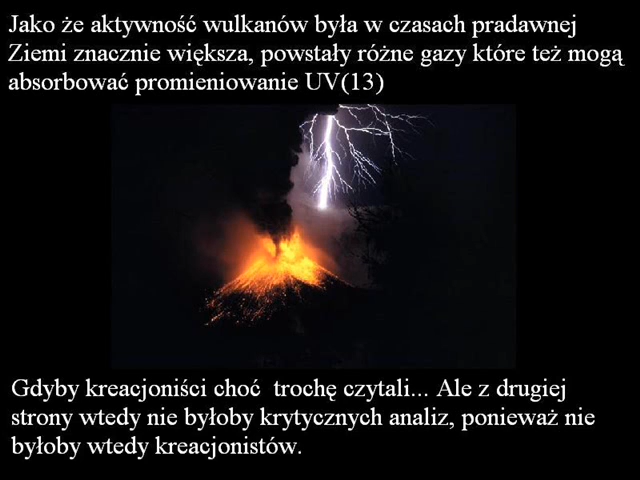 Jako że aktywność wulkanów była w czasach pradawnej
Ziemi znacznie większa, powstały różne gazy które też mogą
absorbować promieniowanie UV(13)
Gdyby kreacjoniści choć trochę czytali... Ale z drugiej
strony wtedy nie byłoby krytycznych analiz, ponieważ nie
byłoby wtedy kreacjonistów.